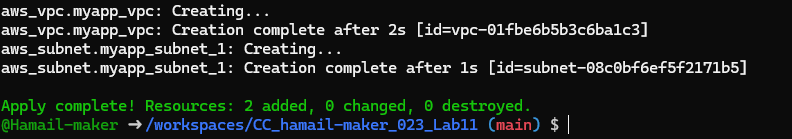 aws_vpc.myapp_vpc: Creating...
aws_vpc.myapp_vpc: Creation complete after 2s [id=vpc-01fbe6b5b3c6ba1c3]
aws_subnet.myapp_subnet_1: Creating...
aws_subnet.myapp_subnet_1: Creation complete after 1s [id=subnet-08c0bf6ef5f2171b5]
Apply complete! Resources: 2 added, 0 changed, 0 destroyed.
@Hamail-maker ➜ /workspaces/CC_hamail-maker_023_Lab11 (main) $